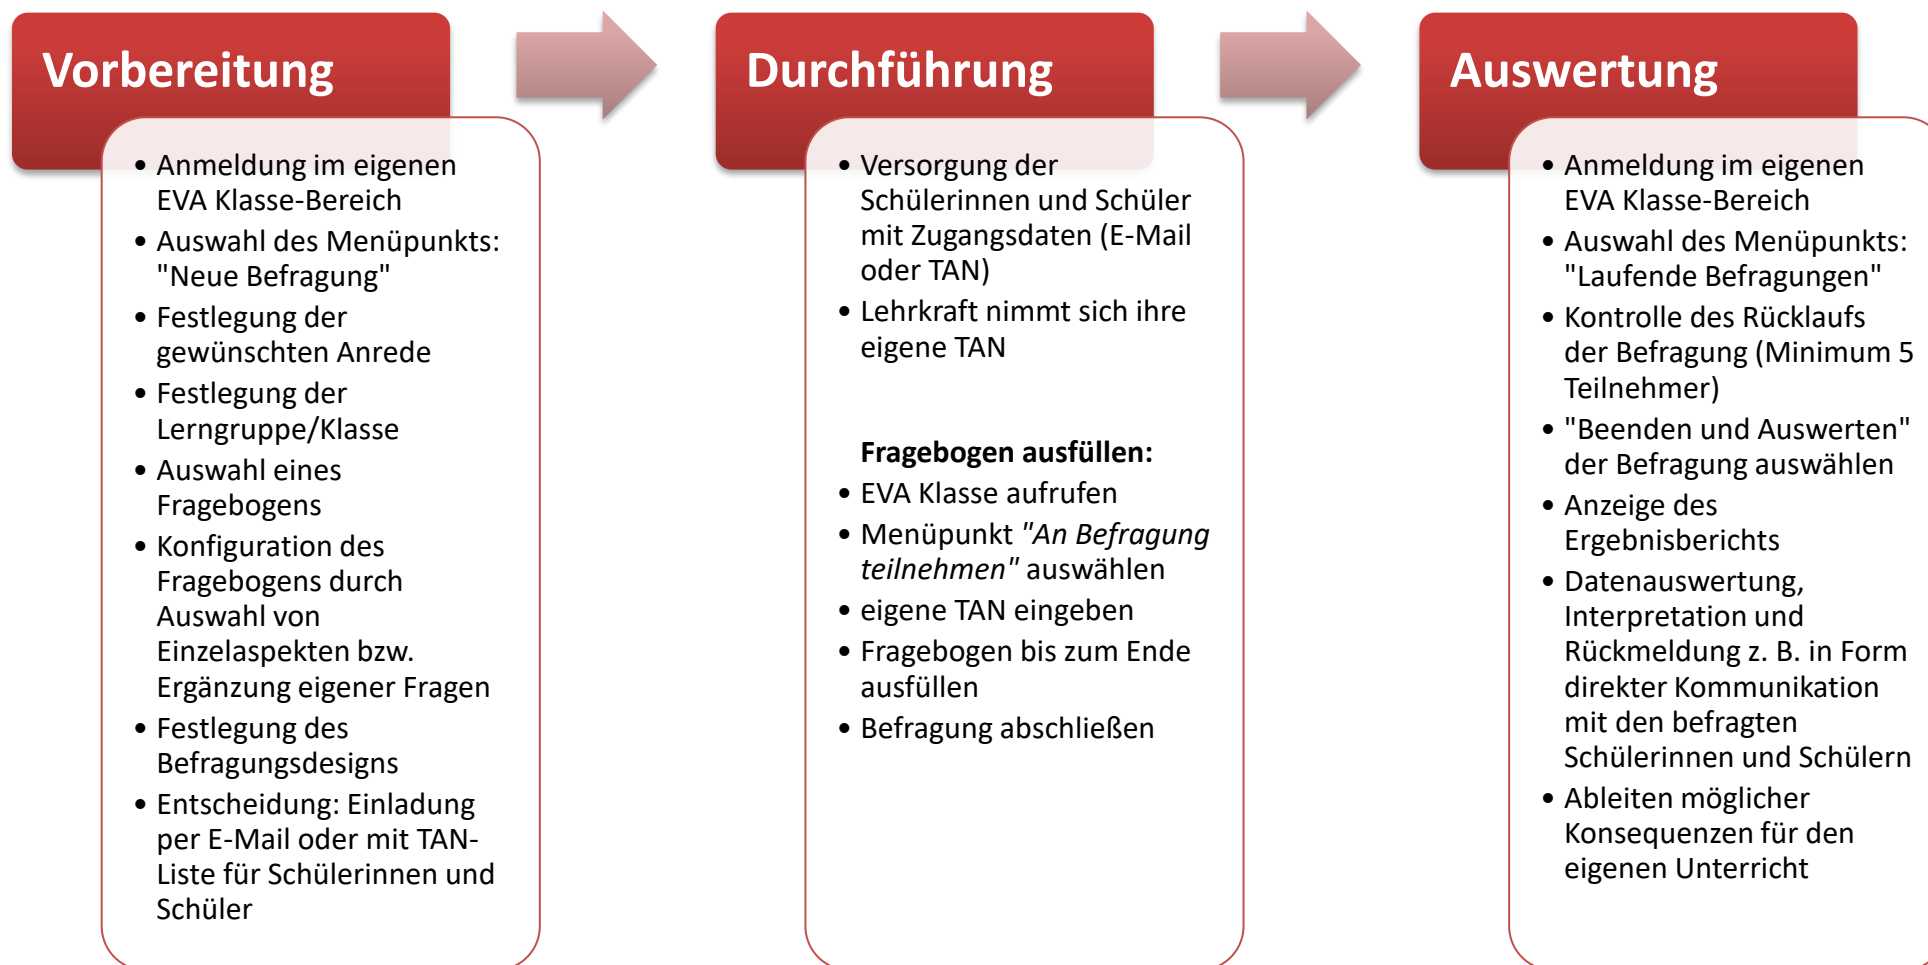 Vorbereitung
• Anmeldung im eigenen
EVA Klasse-Bereich
• Auswahl des Menüpunkts:
"Neue Befragung"
• Festlegung der
gewünschten Anrede
• Festlegung der
Lerngruppe/Klasse
• Auswahl eines
Fragebogens
• Konfiguration des
Fragebogens durch
Auswahl von
Einzelaspekten bzw.
Ergänzung eigener Fragen
• Festlegung des
Befragungsdesigns
• Entscheidung: Einladung
per E-Mail oder mit TAN-
Liste für Schülerinnen und
Schüler
Durchführung
• Versorgung der
Schülerinnen und Schüler
mit Zugangsdaten (E-Mail
oder TAN)
• Lehrkraft nimmt sich ihre
eigene TAN
Fragebogen ausfüllen:
• EVA Klasse aufrufen
• Menüpunkt "An Befragung
teilnehmen" auswählen
• eigene TAN eingeben
• Fragebogen bis zum Ende
ausfüllen
• Befragung abschließen
Auswertung
• Anmeldung im eigenen
EVA Klasse-Bereich
• Auswahl des Menüpunkts:
"Laufende Befragungen"
• Kontrolle des Rücklaufs
der Befragung (Minimum 5
Teilnehmer)
• "Beenden und Auswerten"
der Befragung auswählen
• Anzeige des
Ergebnisberichts
• Datenauswertung,
Interpretation und
Rückmeldung z. B. in Form
direkter Kommunikation
mit den befragten
Schülerinnen und Schülern
• Ableiten möglicher
Konsequenzen für den
eigenen Unterricht